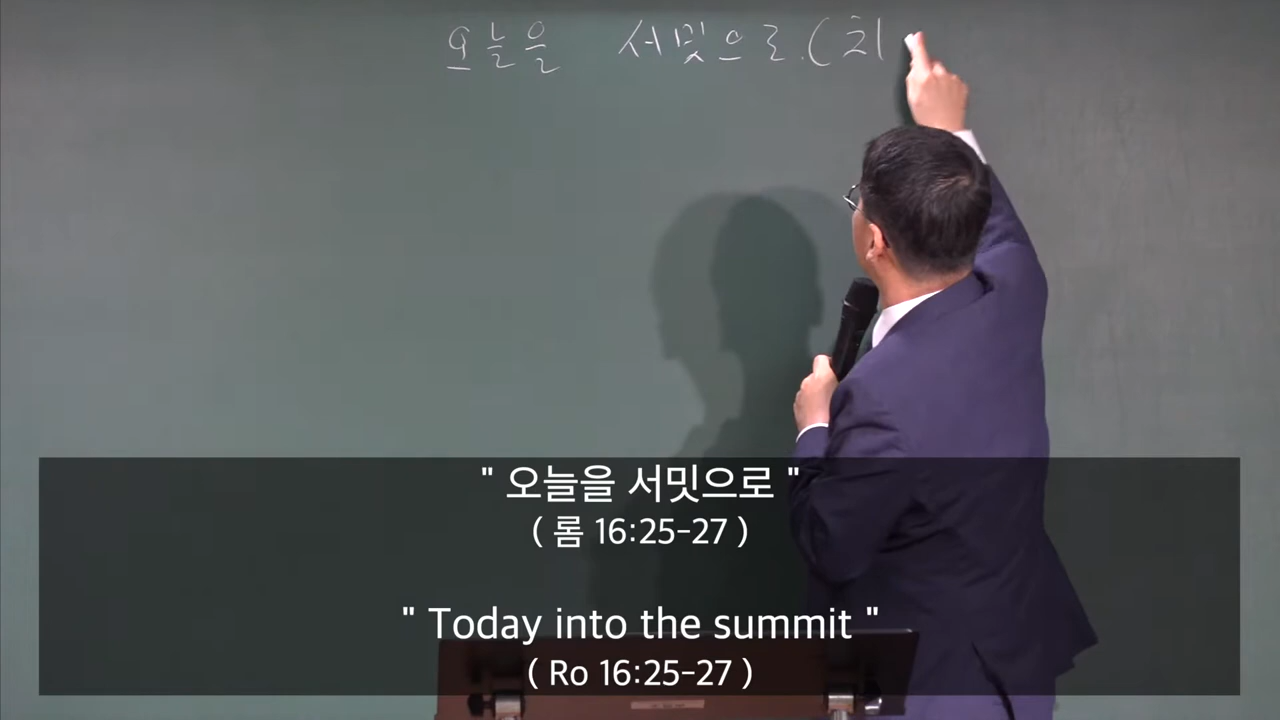 오늘을 서밋으로.(치
" 오늘을 서밋으로 "
( 롬 16:25-27 )
" Today into the summit "
( Ro 16:25-27 )